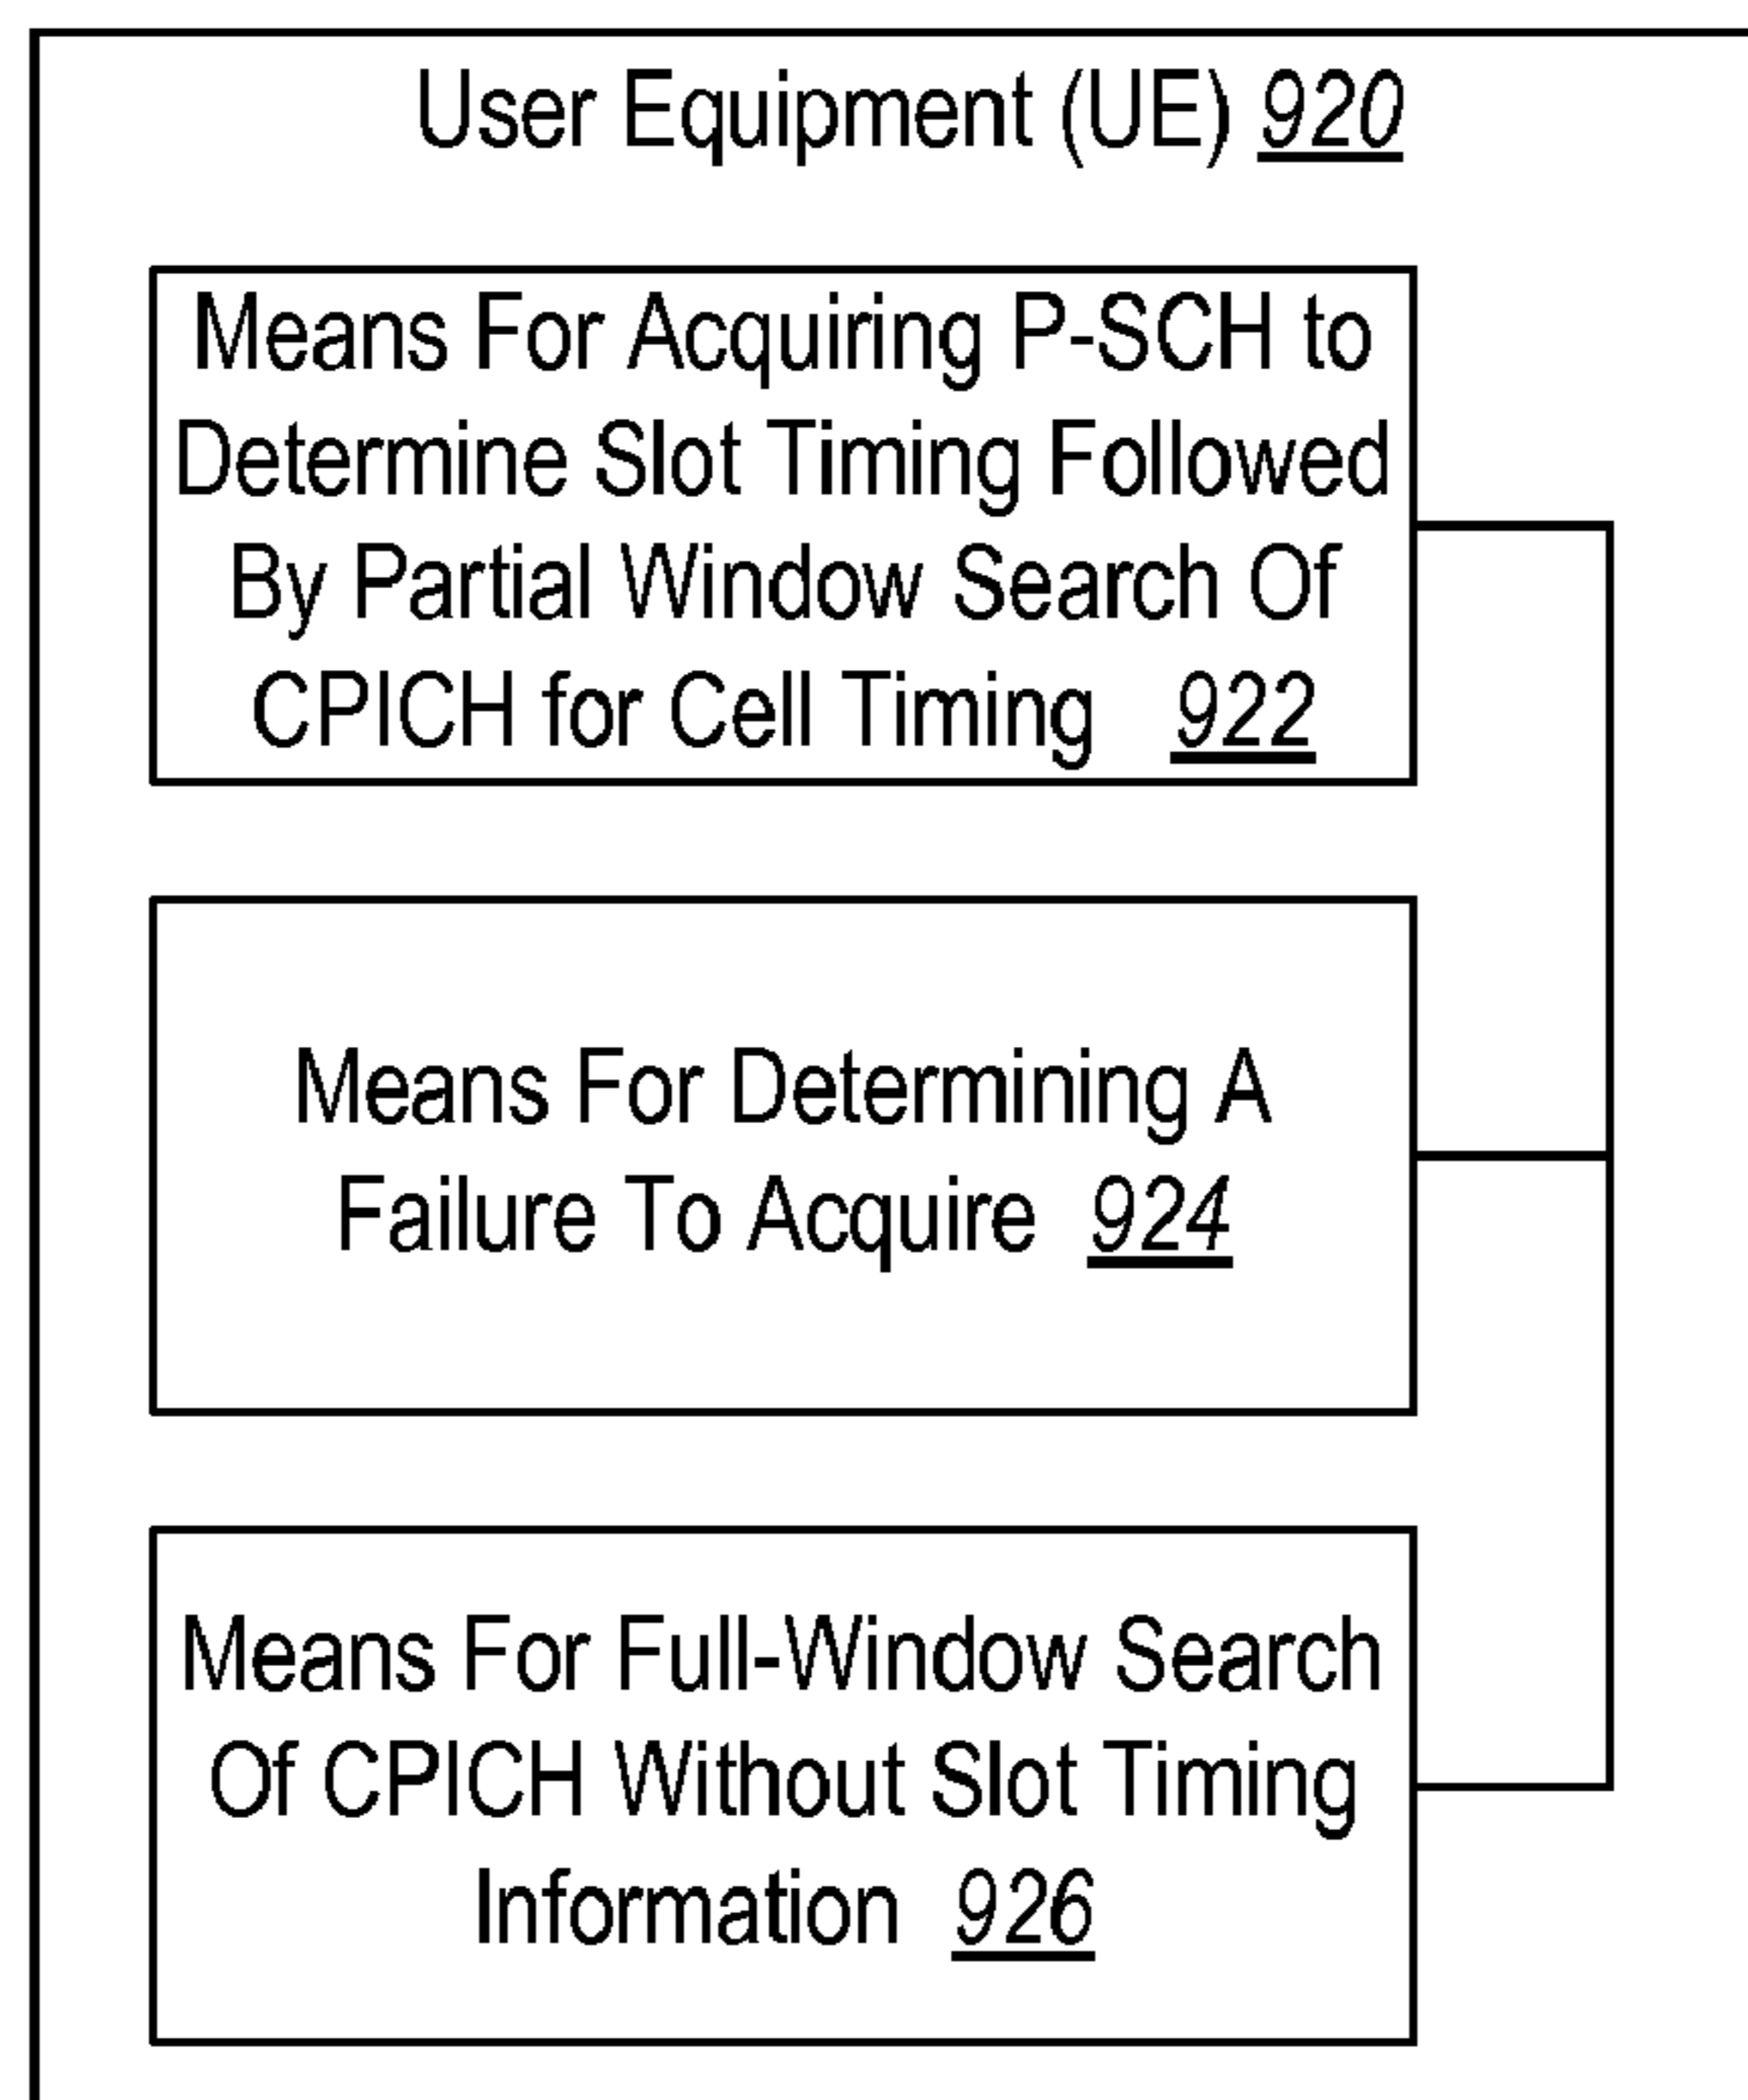 User Equipment (UE) 920
Means For Acquiring P-SCH to
Determine Slot Timing Followed
By Partial Window Search Of
CPICH for Cell Timing 922
Means For Determining A
Failure To Acquire 924
Means For Full-Window Search
Of CPICH Without Slot Timing
Information 926